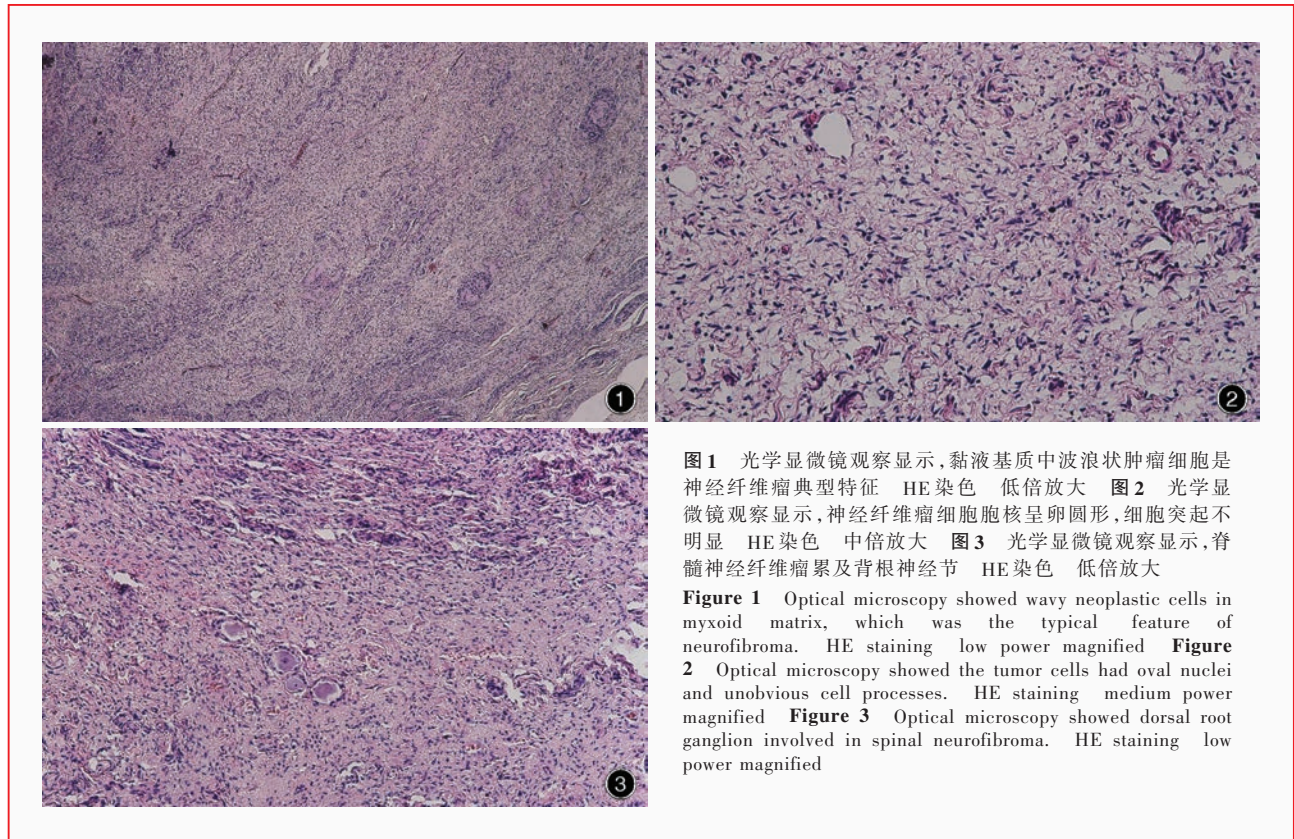 1
2
3
图1 光学显微镜观察显示,黏液基质中波浪状肿瘤细胞是
神经纤维瘤典型特征 HE染色 低倍放大 图2 光学显
微镜观察显示,神经纤维瘤细胞胞核呈卵圆形,细胞突起不
明显 HE染色 中倍放大 图3 光学显微镜观察显示,脊
髓神经纤维瘤累及背根神经节 HE染色 低倍放大
Figure 1 Optical microscopy showed wavy neoplastic cells in
myxoid matrix, which was the typical feature of
neurofibroma. HE staining low power magnified Figure
2 Optical microscopy showed the tumor cells had oval nuclei
and unobvious cell processes. HE staining medium power
magnified Figure 3 Optical microscopy showed dorsal root
ganglion involved in spinal neurofibroma. HE staining low
power magnified